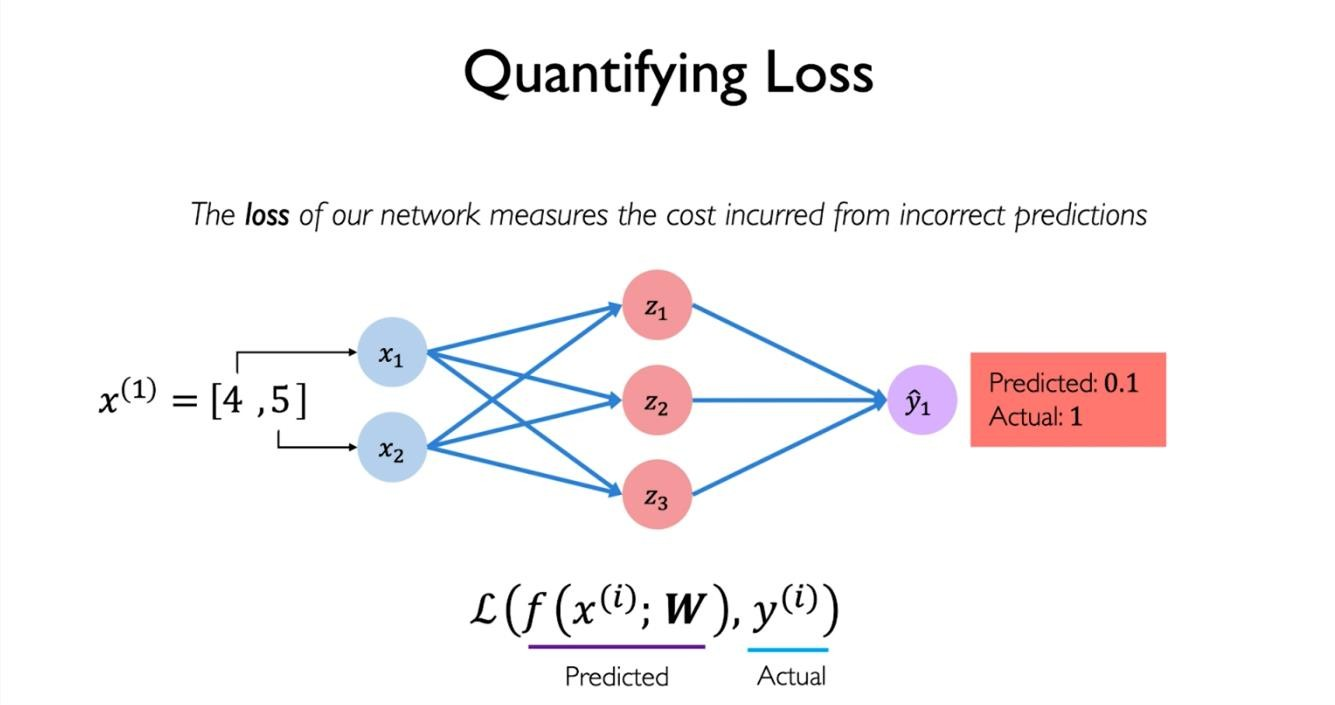 Quantifying Loss
The loss of our network measures the cost incurred from incorrect predictions
x⁽¹⁾ = [4 ,5]
x₁
x₂
z₁
z₂
z₃
ŷ₁
Predicted: 0.1
Actual: 1
ℒ(f(x⁽ⁱ⁾; W), y⁽ⁱ⁾)
Predicted
Actual